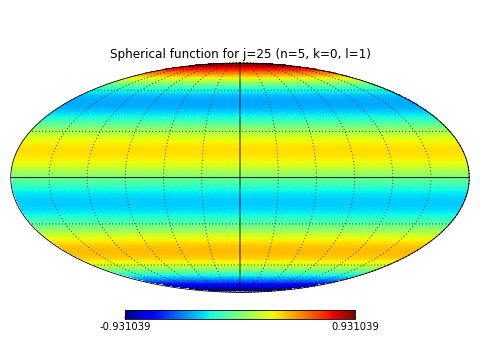 Spherical function for j=25 (n=5, k=0, l=1)
-0.931039 0.931039